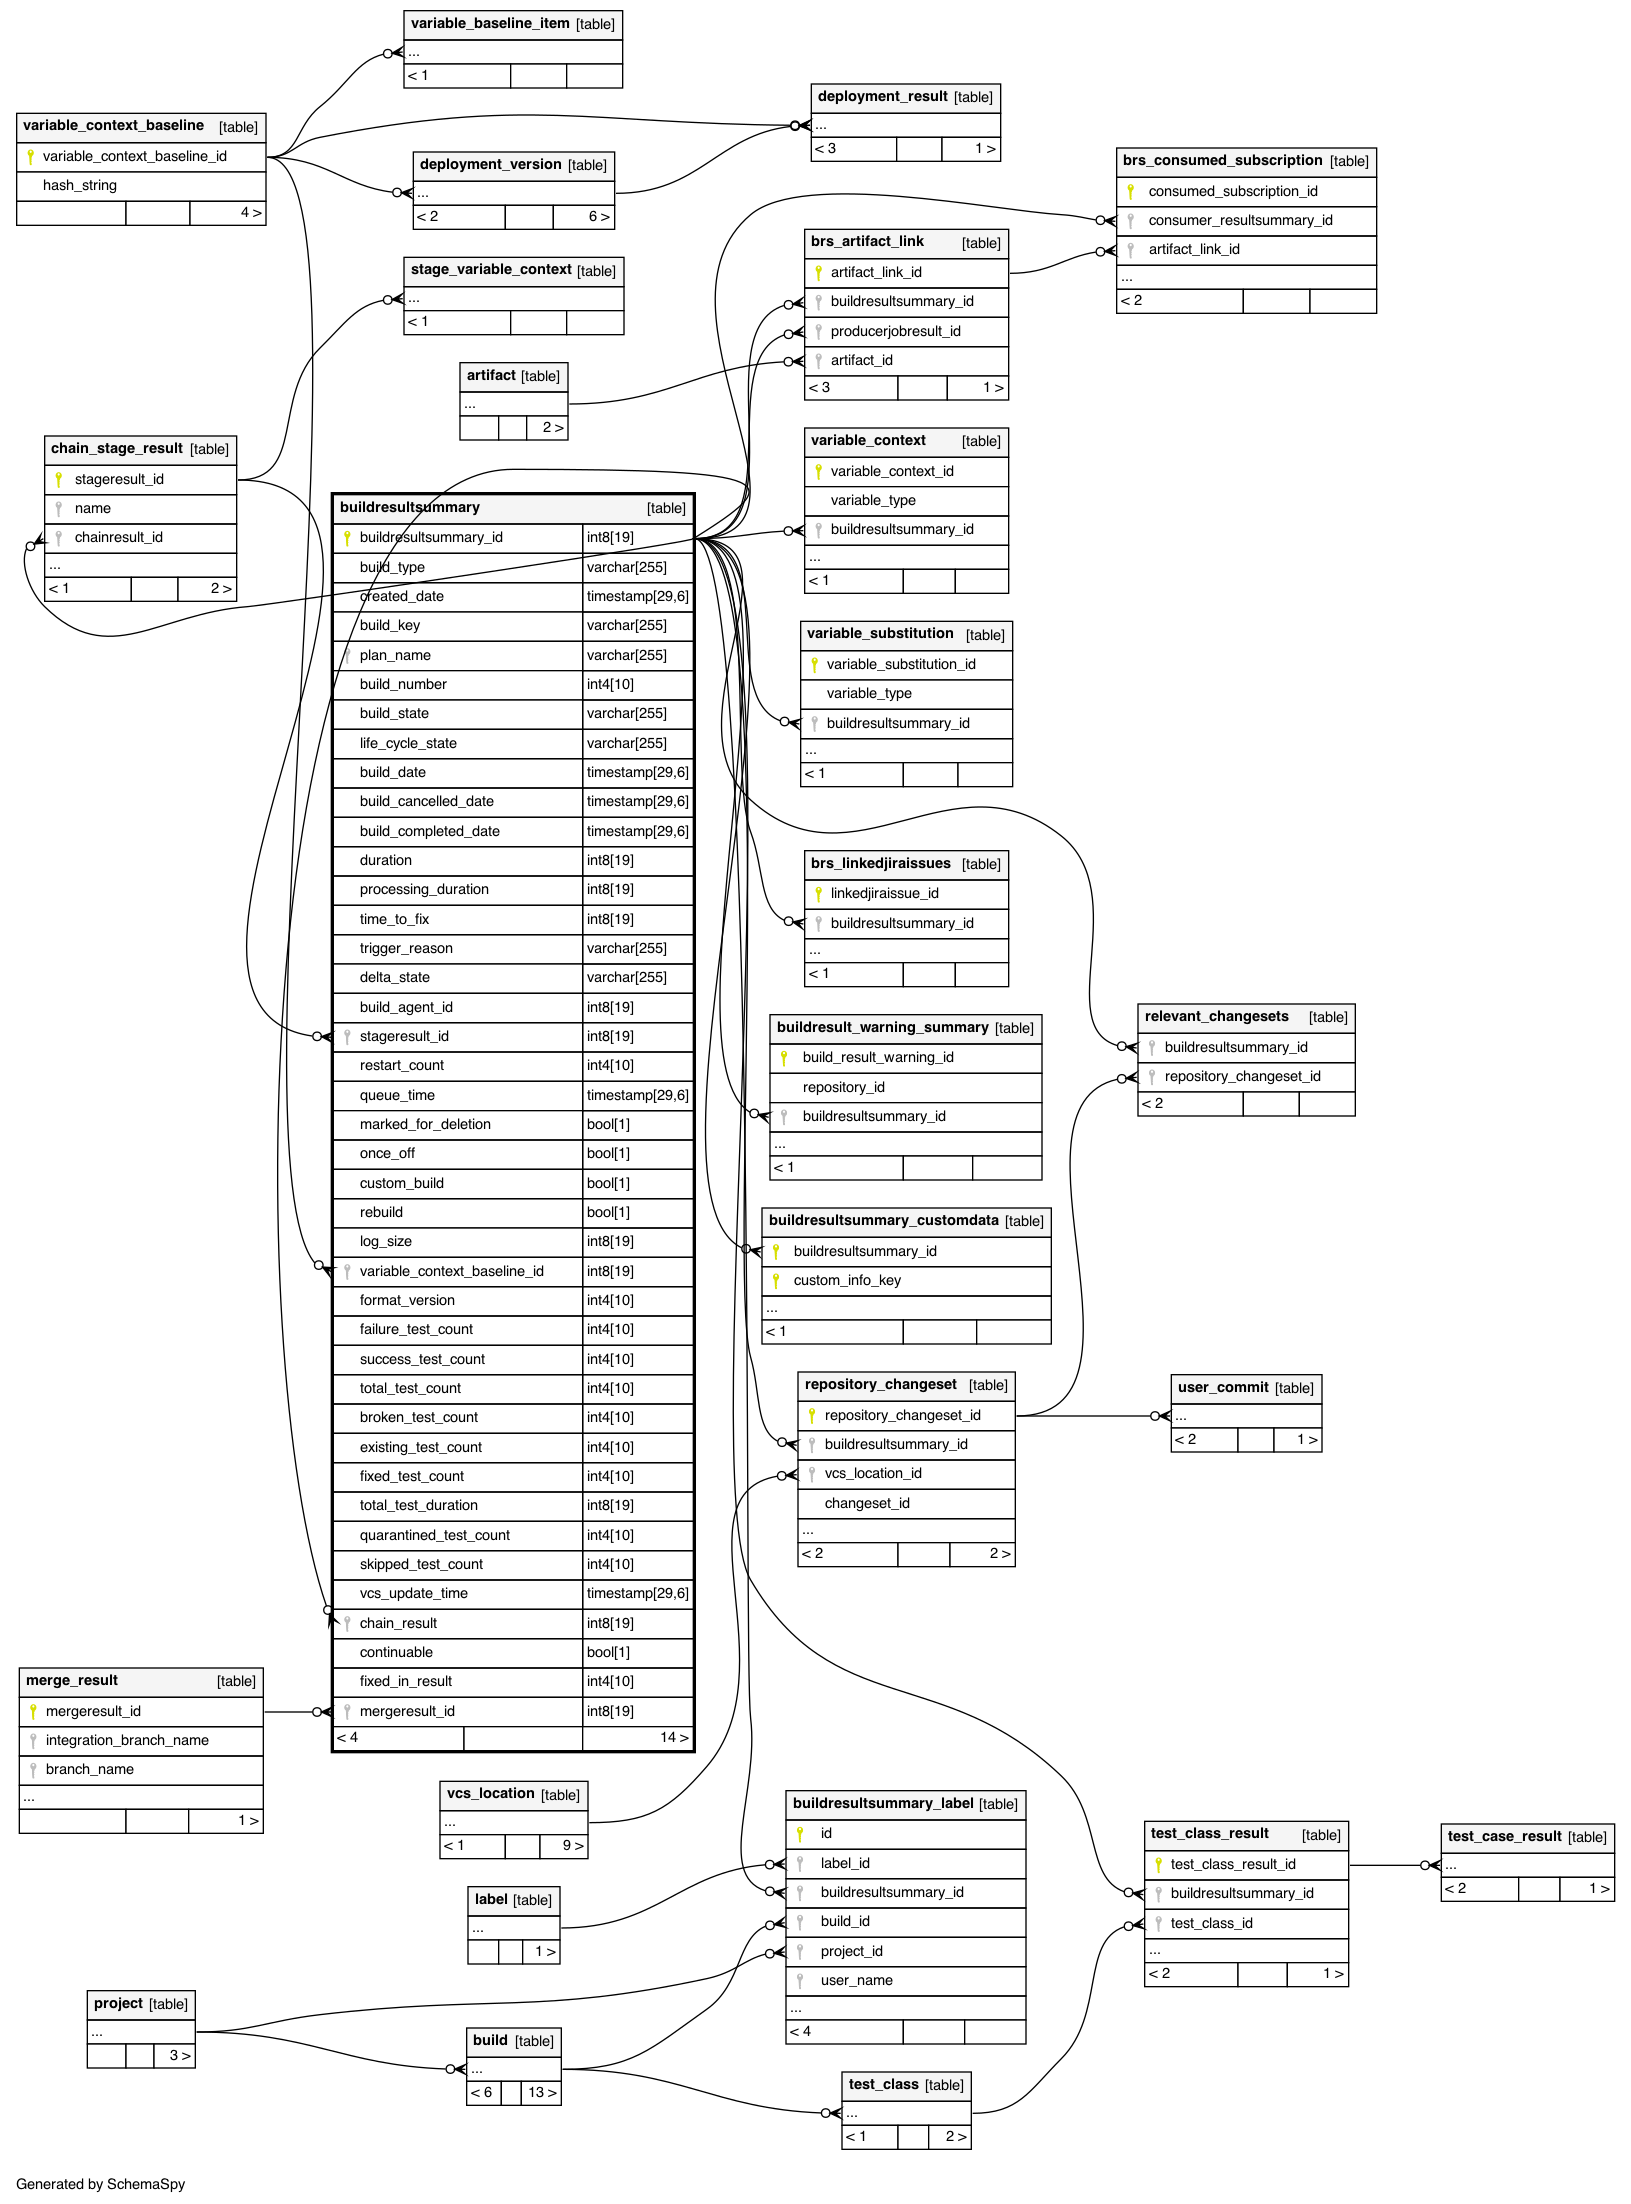 variable_baseline_item [table]
...
< 1
variable_context_baseline [table]
variable_context_baseline_id
hash_string
4 >
deployment_result [table]
...
< 3 1 >
deployment_version [table]
...
< 2 6 >
brs_consumed_subscription [table]
consumed_subscription_id
consumer_resultsummary_id
artifact_link_id
...
< 2
brs_artifact_link [table]
artifact_link_id
buildresultsummary_id
producerjobresult_id
artifact_id
< 3 1 >
stage_variable_context [table]
...
< 1
artifact [table]
...
2 >
chain_stage_result [table]
stageresult_id
name
chainresult_id
...
< 1 2 >
variable_context [table]
variable_context_id
variable_type
buildresultsummary_id
...
< 1
buildresultsummary [table]
buildresultsummary_id int8[19]
build_type varchar[255]
created_date timestamp[29,6]
build_key varchar[255]
plan_name varchar[255]
build_number int4[10]
build_state varchar[255]
life_cycle_state varchar[255]
build_date timestamp[29,6]
build_cancelled_date timestamp[29,6]
build_completed_date timestamp[29,6]
duration int8[19]
processing_duration int8[19]
time_to_fix int8[19]
trigger_reason varchar[255]
delta_state varchar[255]
build_agent_id int8[19]
stageresult_id int8[19]
restart_count int4[10]
queue_time timestamp[29,6]
marked_for_deletion bool[1]
once_off bool[1]
custom_build bool[1]
rebuild bool[1]
log_size int8[19]
variable_context_baseline_id int8[19]
format_version int4[10]
failure_test_count int4[10]
success_test_count int4[10]
total_test_count int4[10]
broken_test_count int4[10]
existing_test_count int4[10]
fixed_test_count int4[10]
total_test_duration int8[19]
quarantined_test_count int4[10]
skipped_test_count int4[10]
vcs_update_time timestamp[29,6]
chain_result int8[19]
continuable bool[1]
fixed_in_result int4[10]
mergeresult_id int8[19]
< 4 14 >
variable_substitution [table]
variable_substitution_id
variable_type
buildresultsummary_id
...
< 1
brs_linkedjiraissues [table]
linkedjiraissue_id
buildresultsummary_id
...
< 1
relevant_changesets [table]
buildresultsummary_id
repository_changeset_id
< 2
buildresult_warning_summary [table]
build_result_warning_id
repository_id
buildresultsummary_id
...
< 1
buildresultsummary_customdata [table]
buildresultsummary_id
custom_info_key
...
< 1
repository_changeset [table]
repository_changeset_id
buildresultsummary_id
vcs_location_id
changeset_id
...
< 2 2 >
user_commit [table]
...
< 2 1 >
merge_result [table]
mergeresult_id
integration_branch_name
branch_name
...
1 >
vcs_location [table]
...
< 1 9 >
buildresultsummary_label [table]
id
label_id
buildresultsummary_id
build_id
project_id
user_name
...
< 4
test_class_result [table]
test_class_result_id
buildresultsummary_id
test_class_id
...
< 2 1 >
test_case_result [table]
...
< 2 1 >
label [table]
...
1 >
project [table]
...
3 >
build [table]
...
< 6 13 >
test_class [table]
...
< 1 2 >
Generated by SchemaSpy